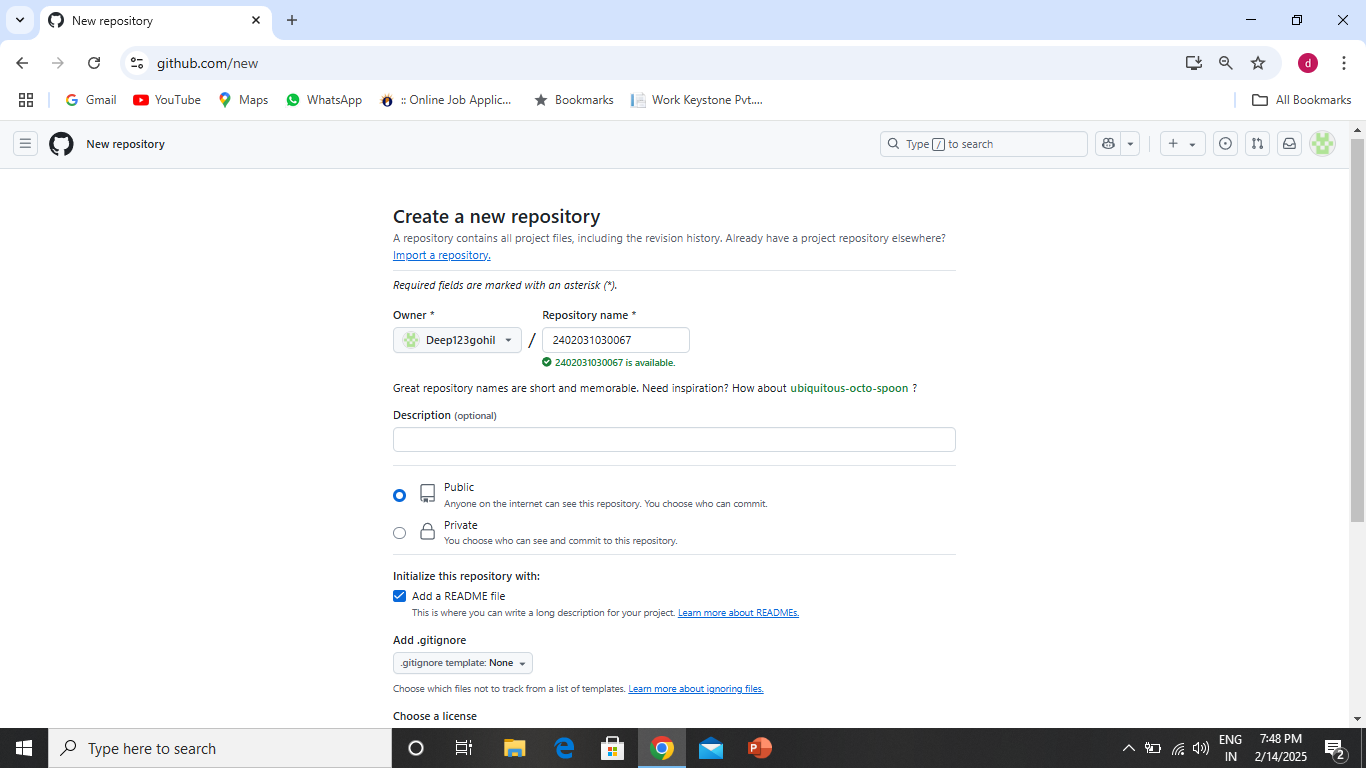 New repository
github.com/new
d
Gmail
YouTube
Maps
WhatsApp
:: Online Job Applic...
Bookmarks
Work Keystone Pvt....
All Bookmarks
New repository
Type / to search
Create a new repository
A repository contains all project files, including the revision history. Already have a project repository elsewhere?
Import a repository.
Required fields are marked with an asterisk (*).
Owner *
Repository name *
Deep123gohil
/
2402031030067
2402031030067 is available.
Great repository names are short and memorable. Need inspiration? How about ubiquitous-octo-spoon ?
Description (optional)
Public
Anyone on the internet can see this repository. You choose who can commit.
Private
You choose who can see and commit to this repository.
Initialize this repository with:
Add a README file
This is where you can write a long description for your project. Learn more about READMEs.
Add .gitignore
.gitignore template: None
Choose which files not to track from a list of templates. Learn more about ignoring files.
Choose a license
Type here to search
ENG
IN
7:48 PM
2/14/2025
2